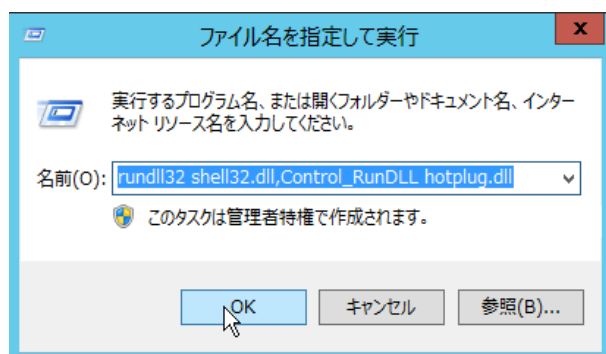 ファイル名を指定して実行
x
実行するプログラム名、または開くフォルダーやドキュメント名、インター
ネット リソース名を入力してください。
名前(O): rundll32 shell32.dll,Control_RunDLL hotplug.dll
このタスクは管理者特権で作成されます。
OK キャンセル 参照(B)...